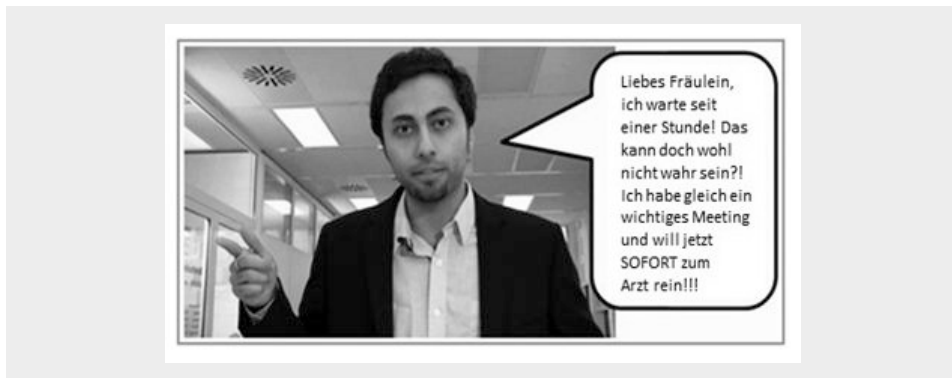 Liebes Fräulein,
ich warte seit
einer Stunde! Das
kann doch wohl
nicht wahr sein?!
Ich habe gleich ein
wichtiges Meeting
und will jetzt
SOFORT zum
Arzt rein!!!